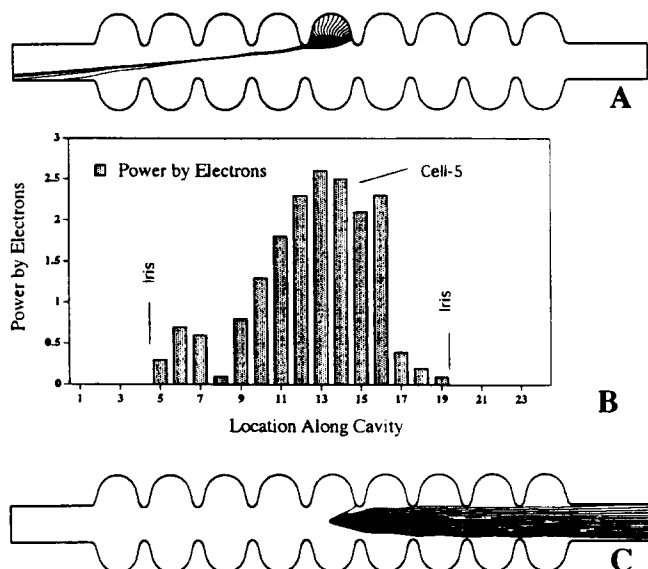 A
3
2.5
2
1.5
1
0.5
0
Power by Electrons
Power by Electrons
Cell-5
Iris
Iris
1 3 5 7 9 11 13 15 17 19 21 23
Location Along Cavity
B
C